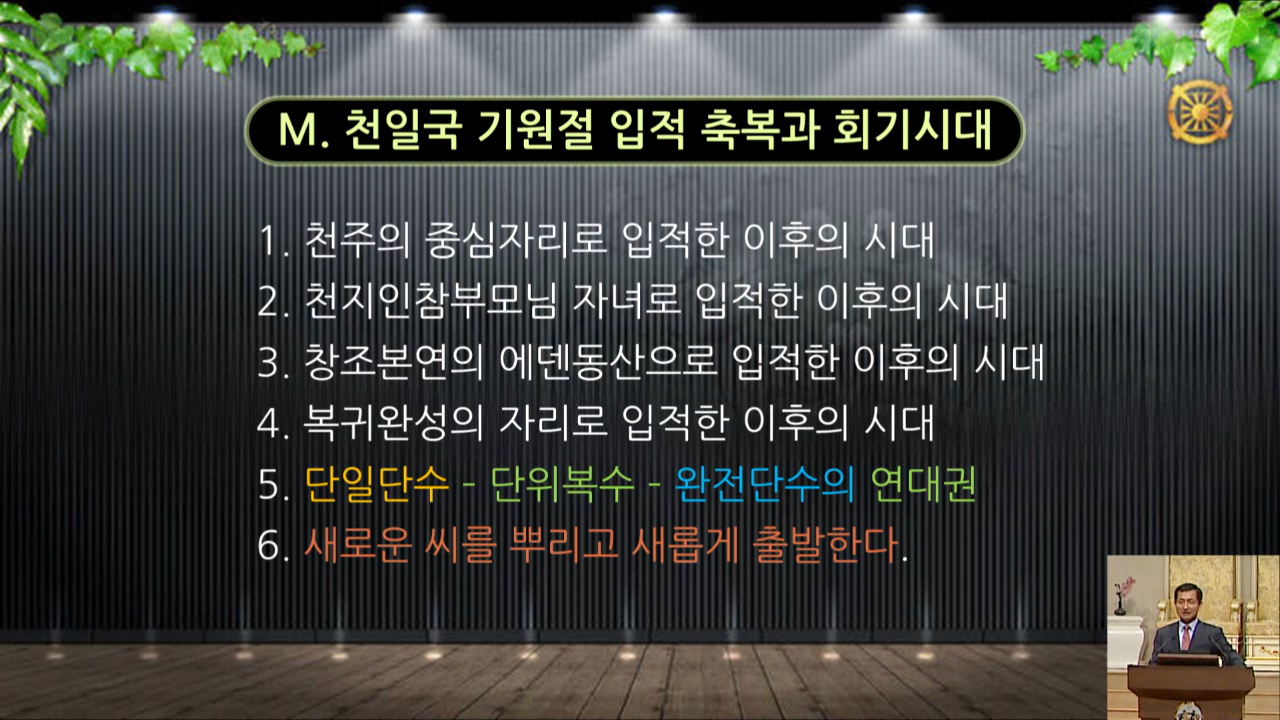 M. 천일국 기원절 입적 축복과 회기시대
1. 천주의 중심자리로 입적한 이후의 시대
2. 천지인참부모님 자녀로 입적한 이후의 시대
3. 창조본연의 에덴동산으로 입적한 이후의 시대
4. 복귀완성의 자리로 입적한 이후의 시대
5. 단일단수 - 단위복수 - 완전단수의 연대권
6. 새로운 씨를 뿌리고 새롭게 출발한다.